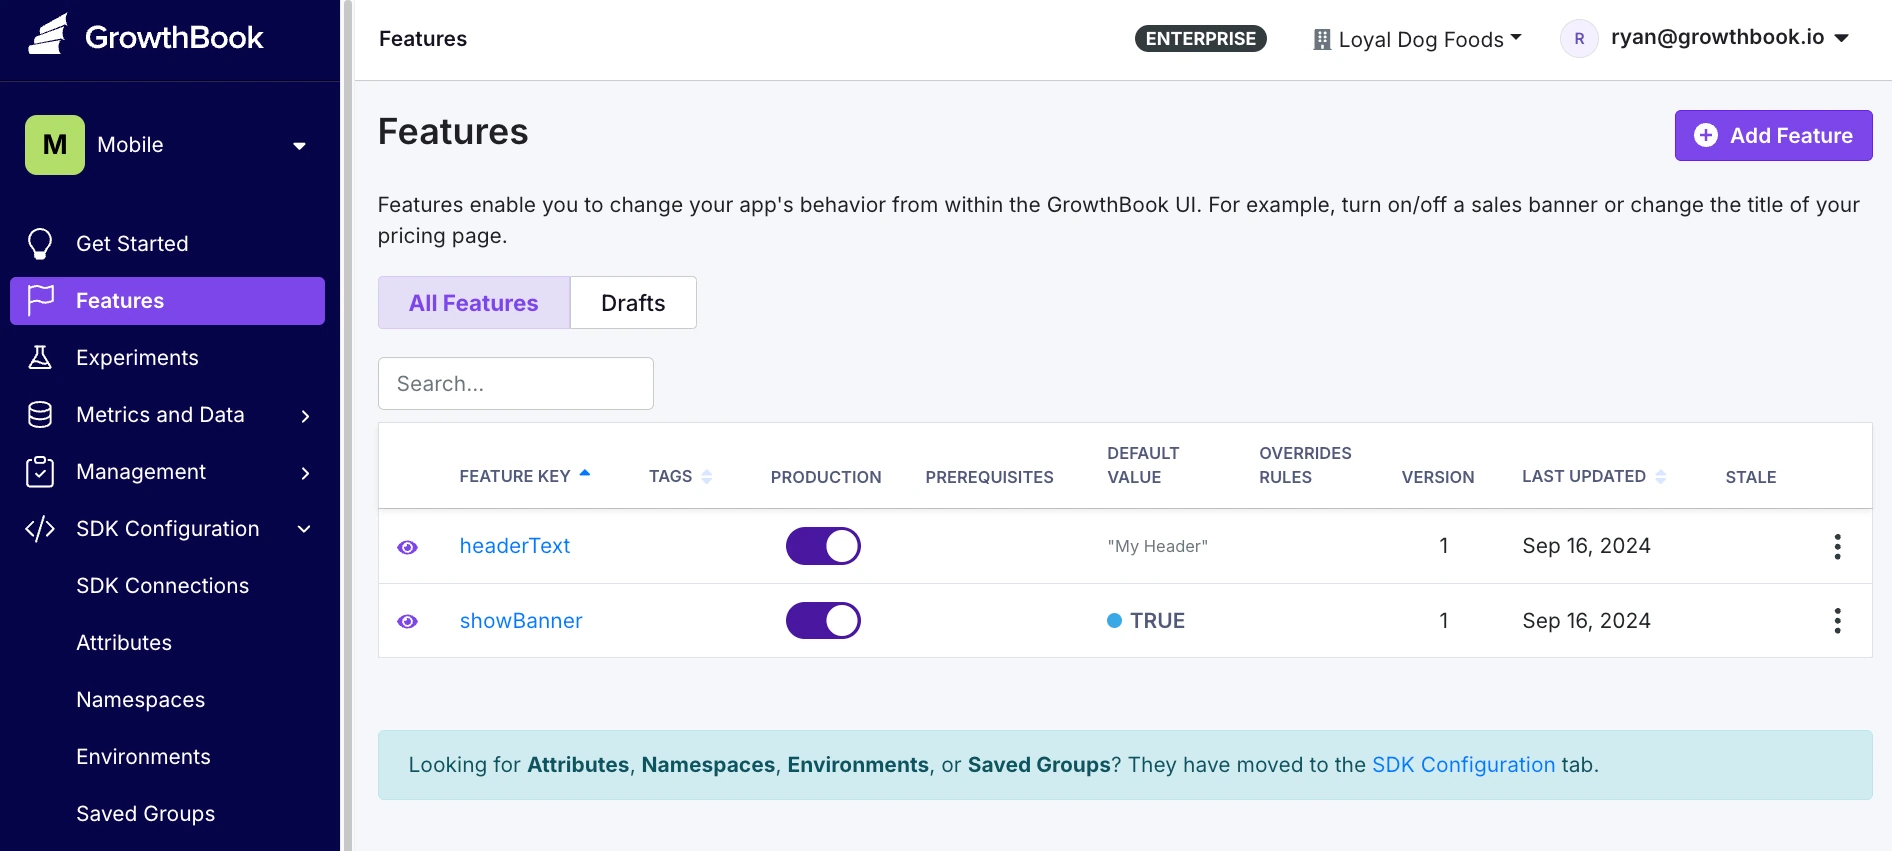 GrowthBook
Features
ENTERPRISE
Loyal Dog Foods
R
ryan@growthbook.io
M
Mobile
Get Started
Features
Experiments
Metrics and Data
Management
SDK Configuration
SDK Connections
Attributes
Namespaces
Environments
Saved Groups
Features
Add Feature
Features enable you to change your app's behavior from within the GrowthBook UI. For example, turn on/off a sales banner or change the title of your
pricing page.
All Features
Drafts
Search...
FEATURE KEY
TAGS
PRODUCTION
PREREQUISITES
DEFAULT
VALUE
OVERRIDES
RULES
VERSION
LAST UPDATED
STALE
headerText
"My Header"
1
Sep 16, 2024
showBanner
TRUE
1
Sep 16, 2024
Looking for Attributes, Namespaces, Environments, or Saved Groups? They have moved to the SDK Configuration tab.